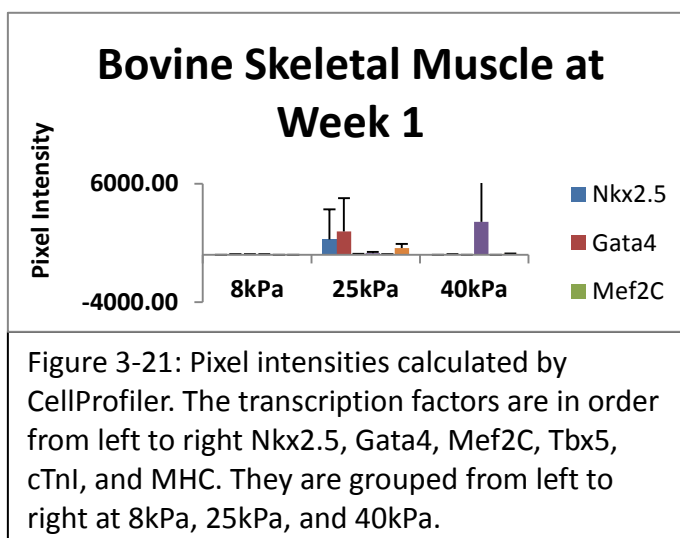 Bovine Skeletal Muscle at
Week 1
Pixel Intensity
6000.00
-4000.00
8kPa
25kPa
40kPa
Nkx2.5
Gata4
Mef2C
Figure 3-21: Pixel intensities calculated by
CellProfiler. The transcription factors are in order
from left to right Nkx2.5, Gata4, Mef2C, Tbx5,
cTnI, and MHC. They are grouped from left to
right at 8kPa, 25kPa, and 40kPa.